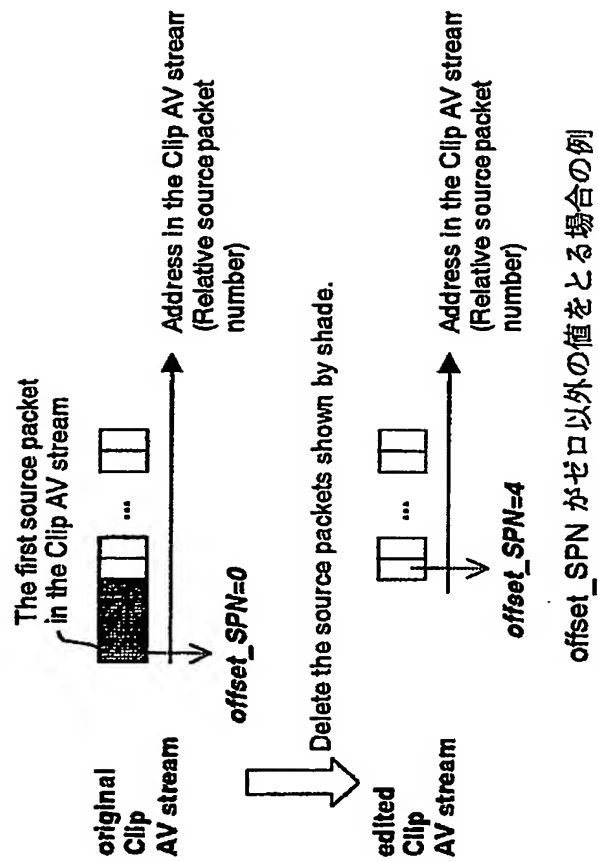 The first source packet
in the Clip AV stream
original
Clip
AV stream
...
Address in the Clip AV stream
(Relative source packet
number)
offset_SPN=0
Delete the source packets shown by shade.
edited
Clip
AV stream
...
Address in the Clip AV stream
(Relative source packet
number)
offset_SPN=4
offset_SPN がゼロ以外の値をとる場合の例